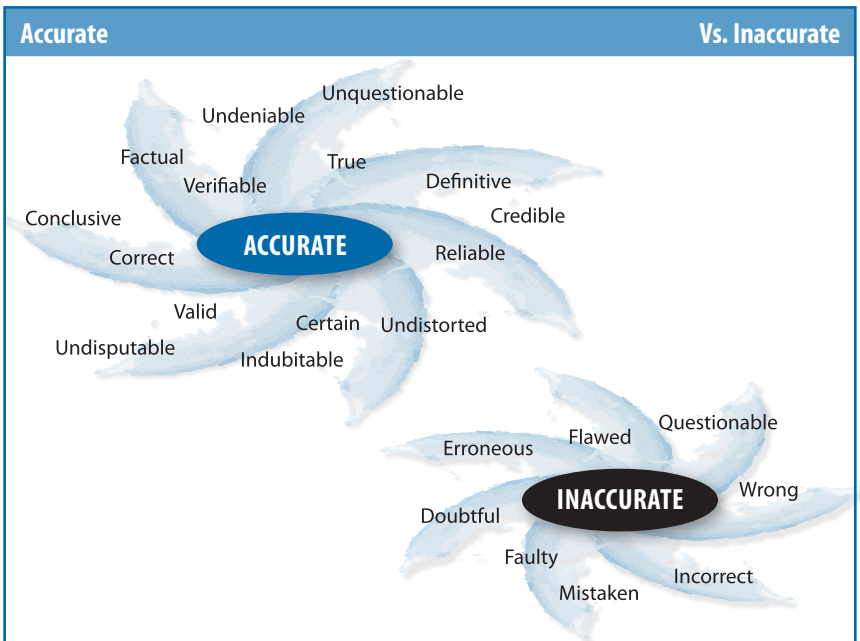 Accurate
Vs. Inaccurate
Unquestionable
Undeniable
True
Factual
Verifiable
Definitive
Credible
Conclusive
ACCURATE
Reliable
Correct
Valid
Certain
Undistorted
Undisputable
Indubitable
Questionable
Flawed
Erroneous
Wrong
INACCURATE
Doubtful
Faulty
Incorrect
Mistaken